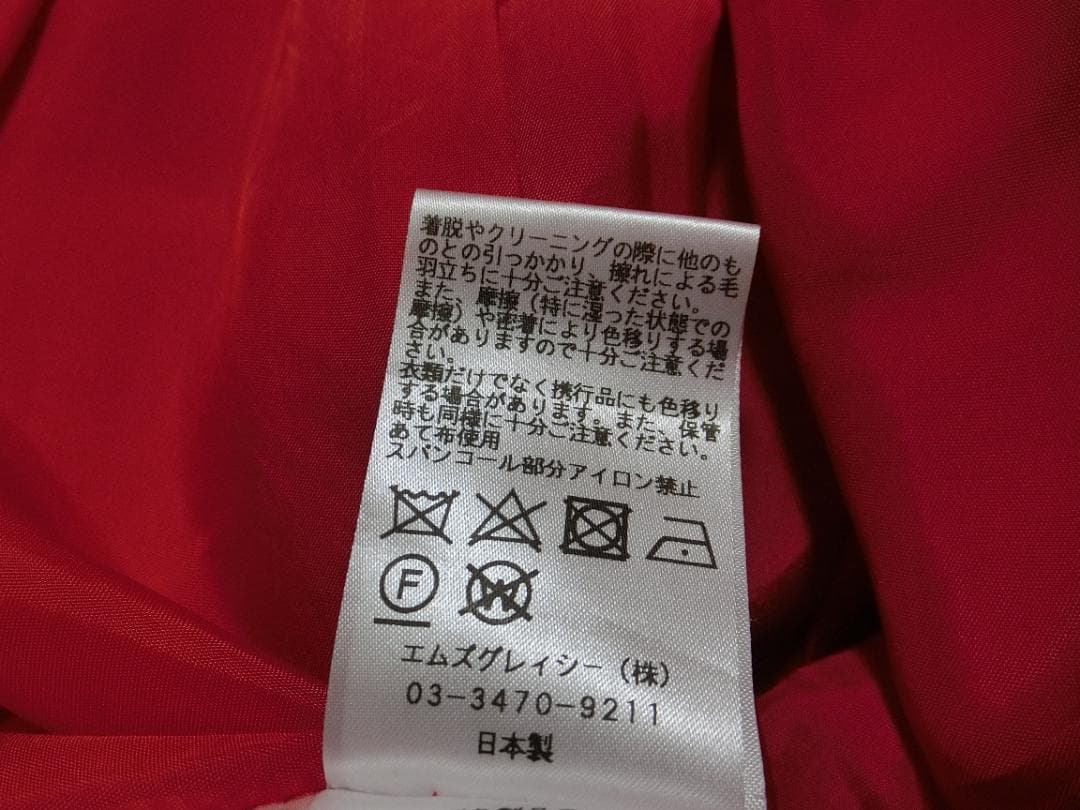 着脱やクリーニングの際に他のも
のとの引っかかり、擦れによる毛
羽立ちに十分ご注意ください。
また、摩擦（特に湿った状態での
摩擦）や密着により色移りする場
合がありますので十分ご注意くだ
さい。
衣類だけでなく携行品にも色移り
する場合があります。また、保管
時も同様に十分ご注意ください。
あて布使用
スパンコール部分アイロン禁止
F W
エムズグレイシー（株）
03-3470-9211
日本製